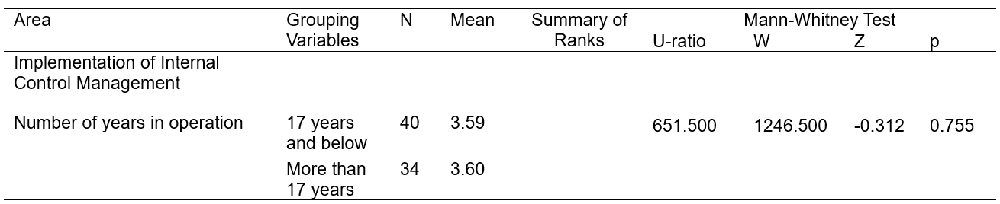 Area Grouping Variables N Mean Summary of Ranks Mann-Whitney Test
U-ratio W Z p
Implementation of Internal
Control Management
Number of years in operation 17 years and below 40 3.59 651.500 1246.500 -0.312 0.755
More than 17 years 34 3.60